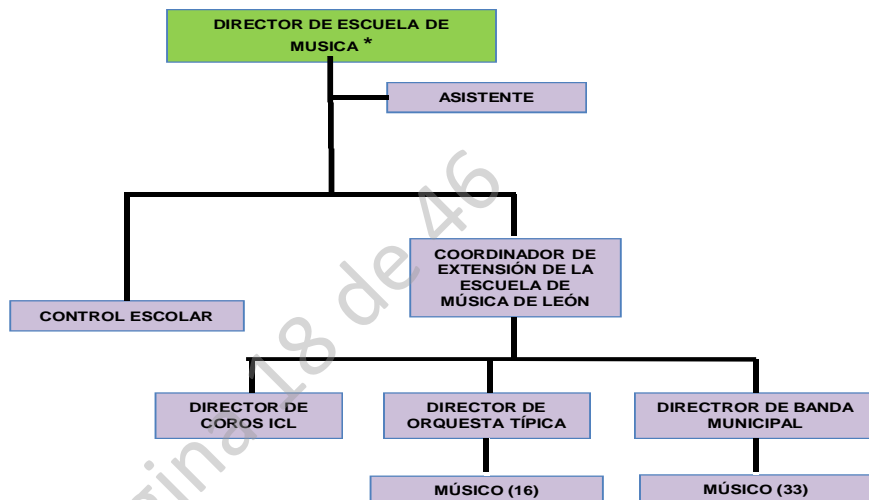 DIRECTOR DE ESCUELA DE
MUSICA *
ASISTENTE
COORDINADOR DE
EXTENSIÓN DE LA
ESCUELA DE
MÚSICA DE LEÓN
CONTROL ESCOLAR
DIRECTOR DE
COROS ICL
DIRECTOR DE
ORQUESTA TÍPICA
DIRECTROR DE BANDA
MUNICIPAL
MÚSICO (16)
MÚSICO (33)
gina 18 de 46